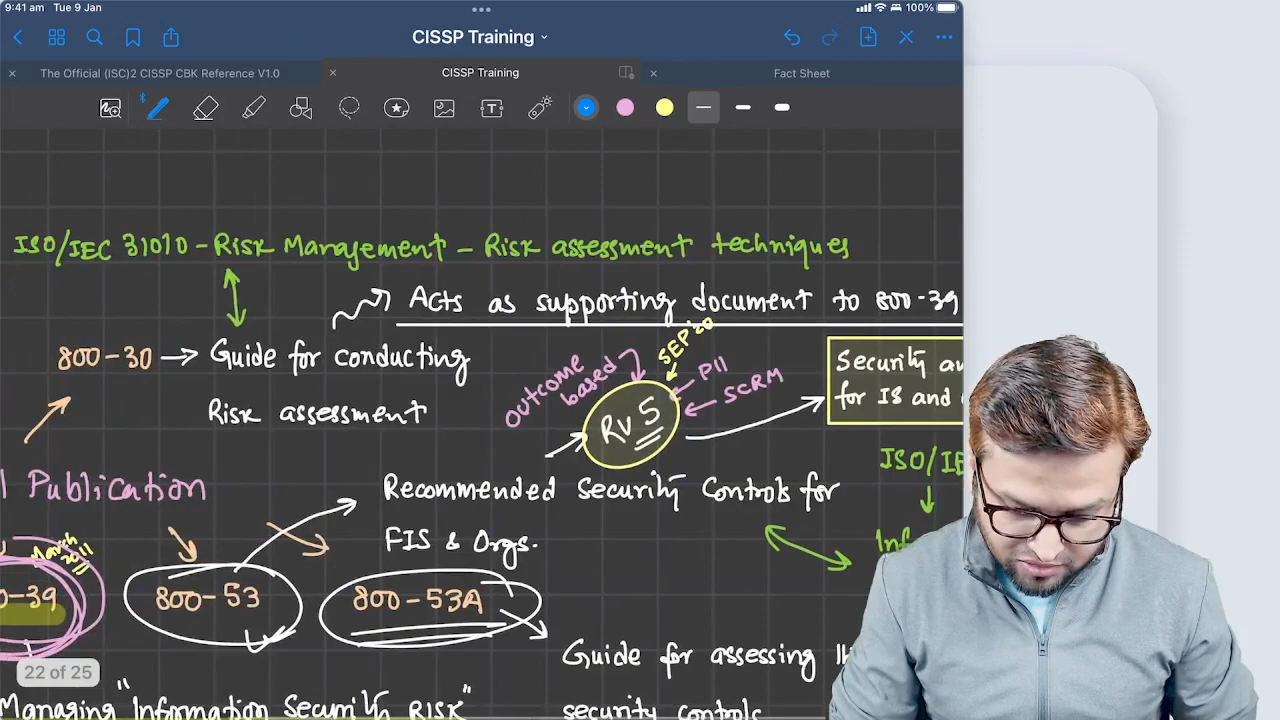 9:41 am Tue 9 Jan
100%
CISSP Training
The Official (ISC)2 CISSP CBK Reference V1.0
CISSP Training
Fact Sheet
ISO/IEC 31010 - Risk Management - Risk assessment techniques
Acts as supporting document to 800-39
SEP'20
800-30 → Guide for conducting
Risk assessment
outcome
based
PII
SCRM
Rv 5
Security an
for IS and
ISO/IE
Inf
l Publication
Recommended Security Controls for
FIS & Orgs.
March
2011
0-39
800-53
800-53A
Guide for assessing
security controls
22 of 25
Managing "Information Security RISK"